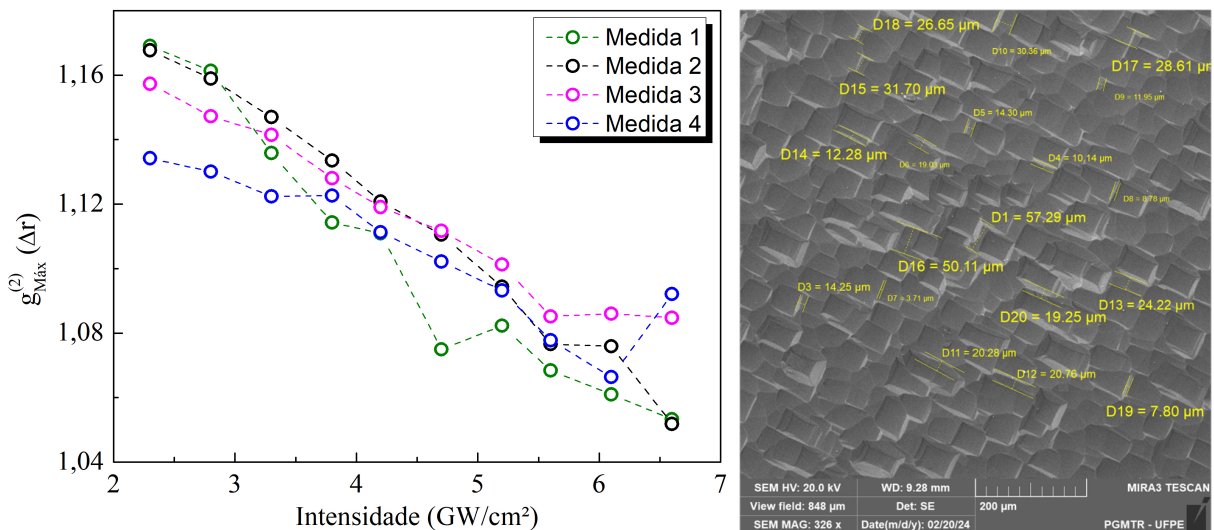 1,16
1,12
1,08
1,04
2
3
4
5
6
7
g(2)Máx (Δr)
Intensidade (GW/cm²)
Medida 1
Medida 2
Medida 3
Medida 4
D18 = 26.65 µm
D10 = 30.36 µm
D17 = 28.61 µm
D15 = 31.70 µm
D9 = 11.95 µm
D5 = 14.30 µm
D14 = 12.28 µm
D6 = 19.03 µm
D4 = 10.14 µm
D8 = 8.78 µm
D1 = 57.29 µm
D16 = 50.11 µm
D3 = 14.25 µm
D7 = 3.71 µm
D13 = 24.22 µm
D20 = 19.25 µm
D11 = 20.28 µm
D12 = 20.76 µm
D19 = 7.80 µm
SEM HV: 20.0 kV
WD: 9.28 mm
MIRA3 TESCAN
View field: 848 µm
Det: SE
200 µm
SEM MAG: 326 x
Date(m/d/y): 02/20/24
PGMTR - UFPE